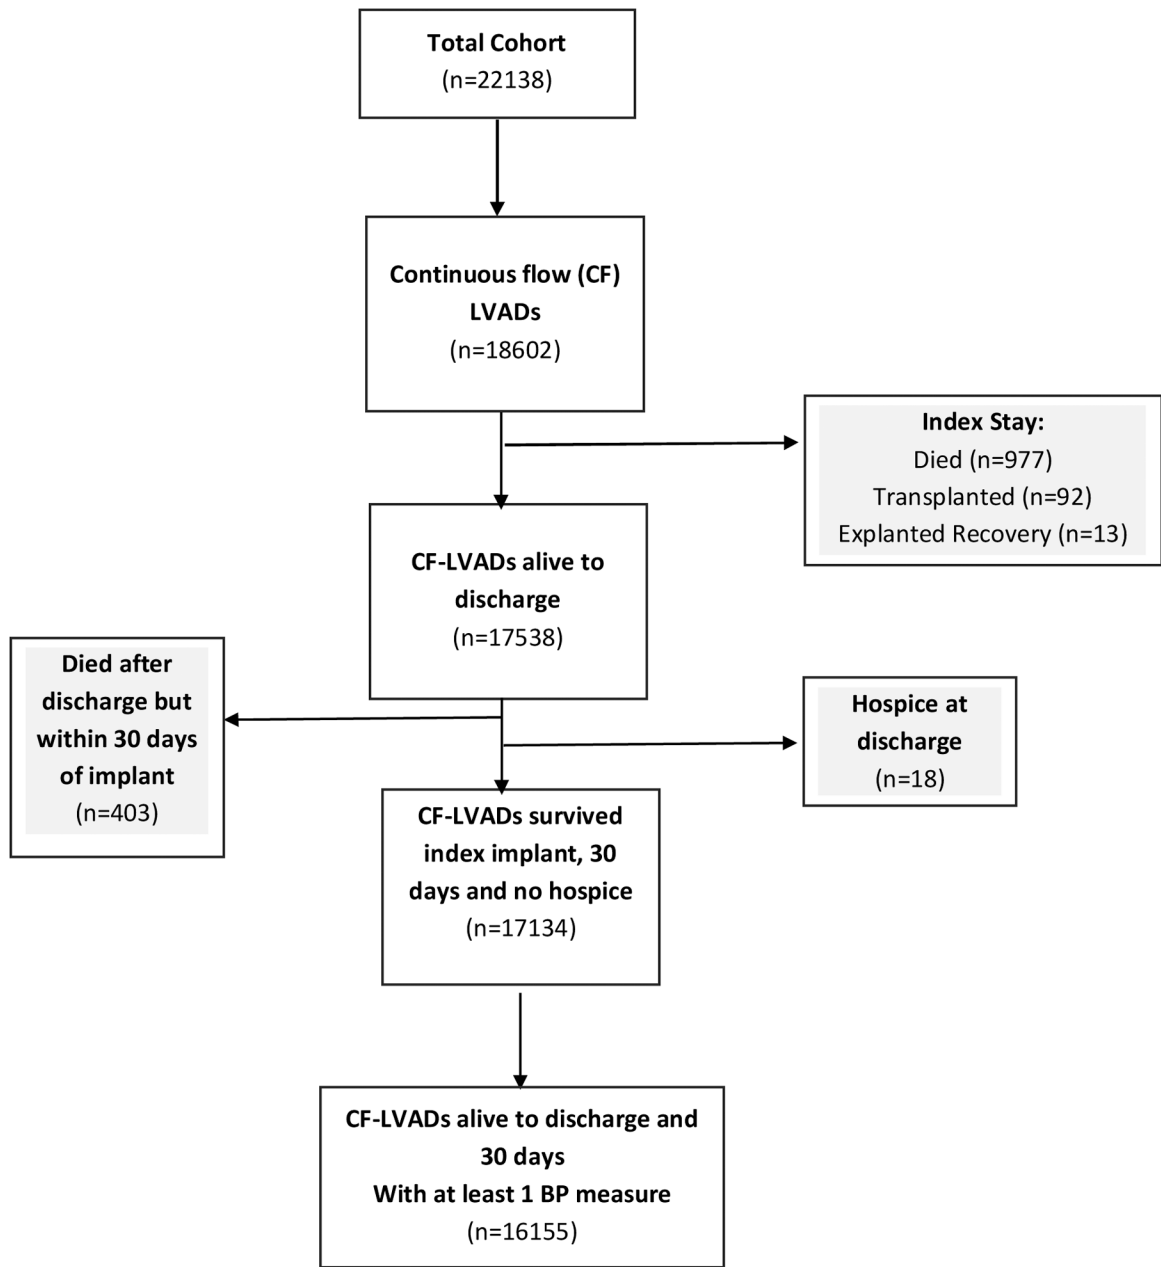 Total Cohort
(n=22138)
Continuous flow (CF)
LVADs
(n=18602)
Index Stay:
Died (n=977)
Transplanted (n=92)
Explanted Recovery (n=13)
CF-LVADs alive to
discharge
(n=17538)
Died after
discharge but
within 30 days
of implant
(n=403)
Hospice at
discharge
(n=18)
CF-LVADs survived
index implant, 30
days and no hospice
(n=17134)
CF-LVADs alive to discharge and
30 days
With at least 1 BP measure
(n=16155)